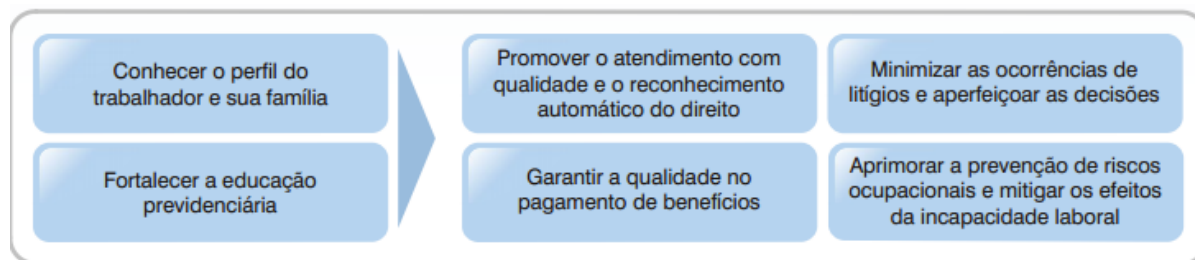 Conhecer o perfil do
trabalhador e sua família
Fortalecer a educação
previdenciária
Promover o atendimento com
qualidade e o reconhecimento
automático do direito
Garantir a qualidade no
pagamento de benefícios
Minimizar as ocorrências de
litígios e aperfeiçoar as decisões
Aprimorar a prevenção de riscos
ocupacionais e mitigar os efeitos
da incapacidade laboral